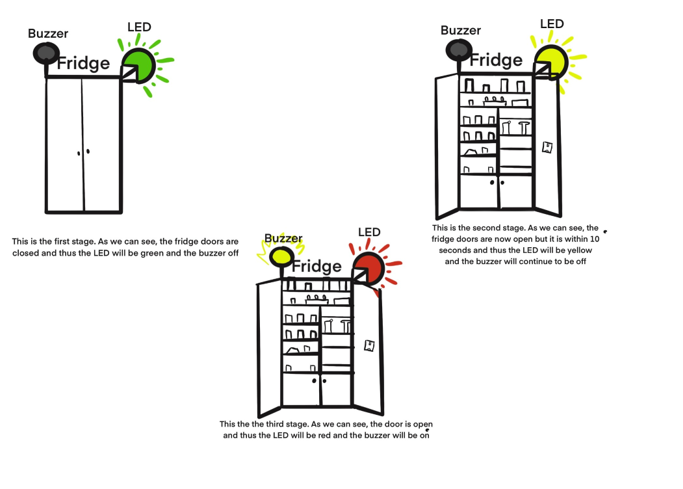 Buzzer
LED
Fridge
This is the first stage. As we can see, the fridge doors are
closed and thus the LED will be green and the buzzer off
Buzzer
LED
Fridge
This is the second stage. As we can see, the
fridge doors are now open but it is within 10
seconds and thus the LED will be yellow
and the buzzer will continue to be off
Buzzer
LED
Fridge
This the the third stage. As we can see, the door is open
and thus the LED will be red and the buzzer will be on